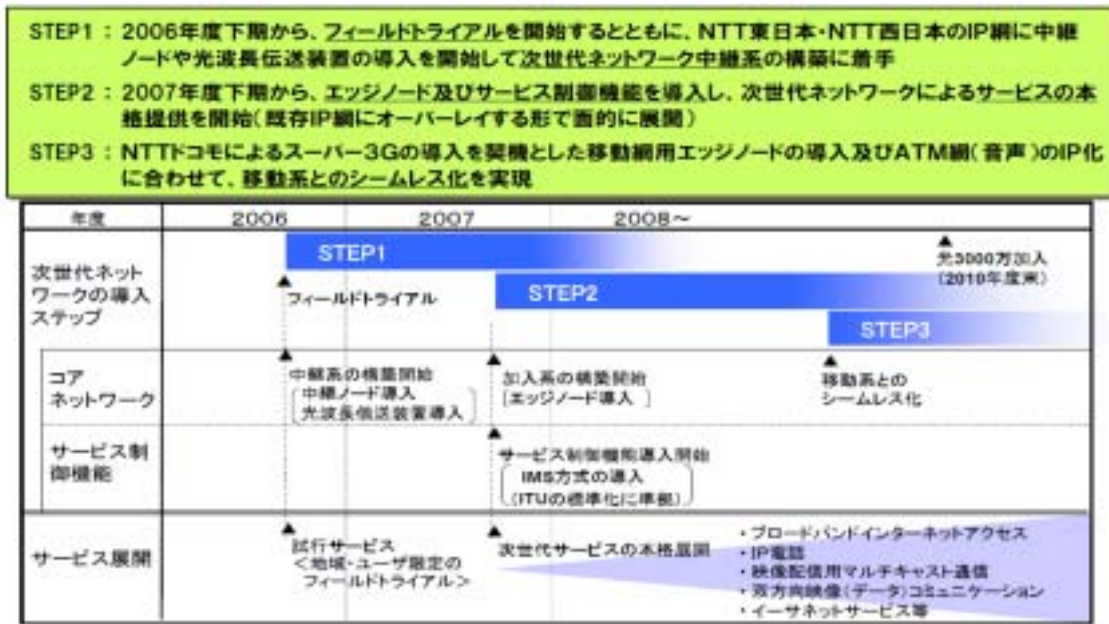 STEP1 : 2006年度下期から、フィールドトライアルを開始するとともに、NTT東日本・NTT西日本のIP網に中継
ノードや光波長伝送装置の導入を開始して次世代ネットワーク中継系の構築に着手
STEP2 : 2007年度下期から、エッジノード及びサービス制御機能を導入し、次世代ネットワークによるサービスの本
格提供を開始(既存IP網にオーバーレイする形で面的に展開)
STEP3 : NTTドコモによるスーパー3Gの導入を契機とした移動網用エッジノードの導入及びATM網(音声)のIP化
に合わせて、移動系とのシームレス化を実現
年度 2006 2007 2008～
次世代ネット
ワークの導入
ステップ
STEP1
▲
フィールドトライアル
STEP2
▲
光3000万加入
(2010年度末)
STEP3
コア
ネットワーク
▲
中継系の構築開始
中継ノード導入
光波長伝送装置導入
▲
加入系の構築開始
[エッジノード導入]
▲
移動系との
シームレス化
サービス制
御機能
▲
サービス制御機能導入開始
IMS方式の導入
(ITUの標準化に準拠)
サービス展開
▲
試行サービス
<地域・ユーザ限定の
フィールドトライアル>
▲
次世代サービスの本格展開
・ブロードバンドインターネットアクセス
・IP電話
・映像配信用マルチキャスト通信
・双方向映像(データ)コミュニケーション
・イーサネットサービス等